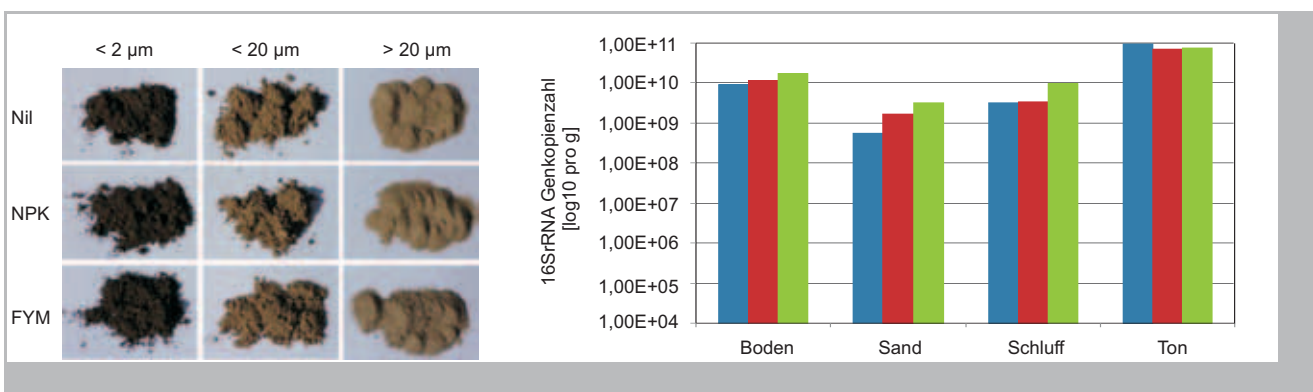 < 2 µm < 20 µm > 20 µm
Nil
NPK
FYM
16SrRNA Genkopienzahl
[log10 pro g]
1,00E+11
1,00E+10
1,00E+09
1,00E+08
1,00E+07
1,00E+06
1,00E+05
1,00E+04
Boden Sand Schluff Ton